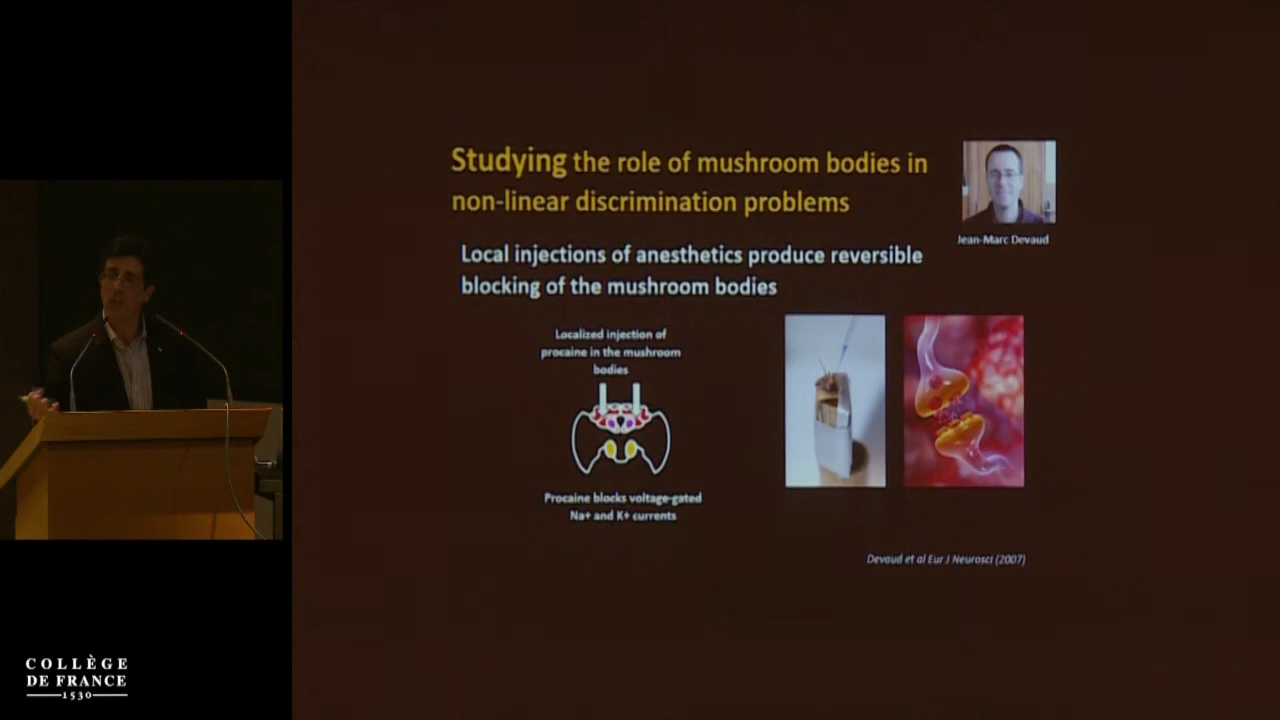 Studying the role of mushroom bodies in
non-linear discrimination problems
Jean-Marc Devaud
Local injections of anesthetics produce reversible
blocking of the mushroom bodies
Localized injection of
procaine in the mushroom
bodies
Procaine blocks voltage-gated
Na+ and K+ currents
Devaud et al Eur J Neurosci (2007)
COLLÈGE
DE FRANCE
1530